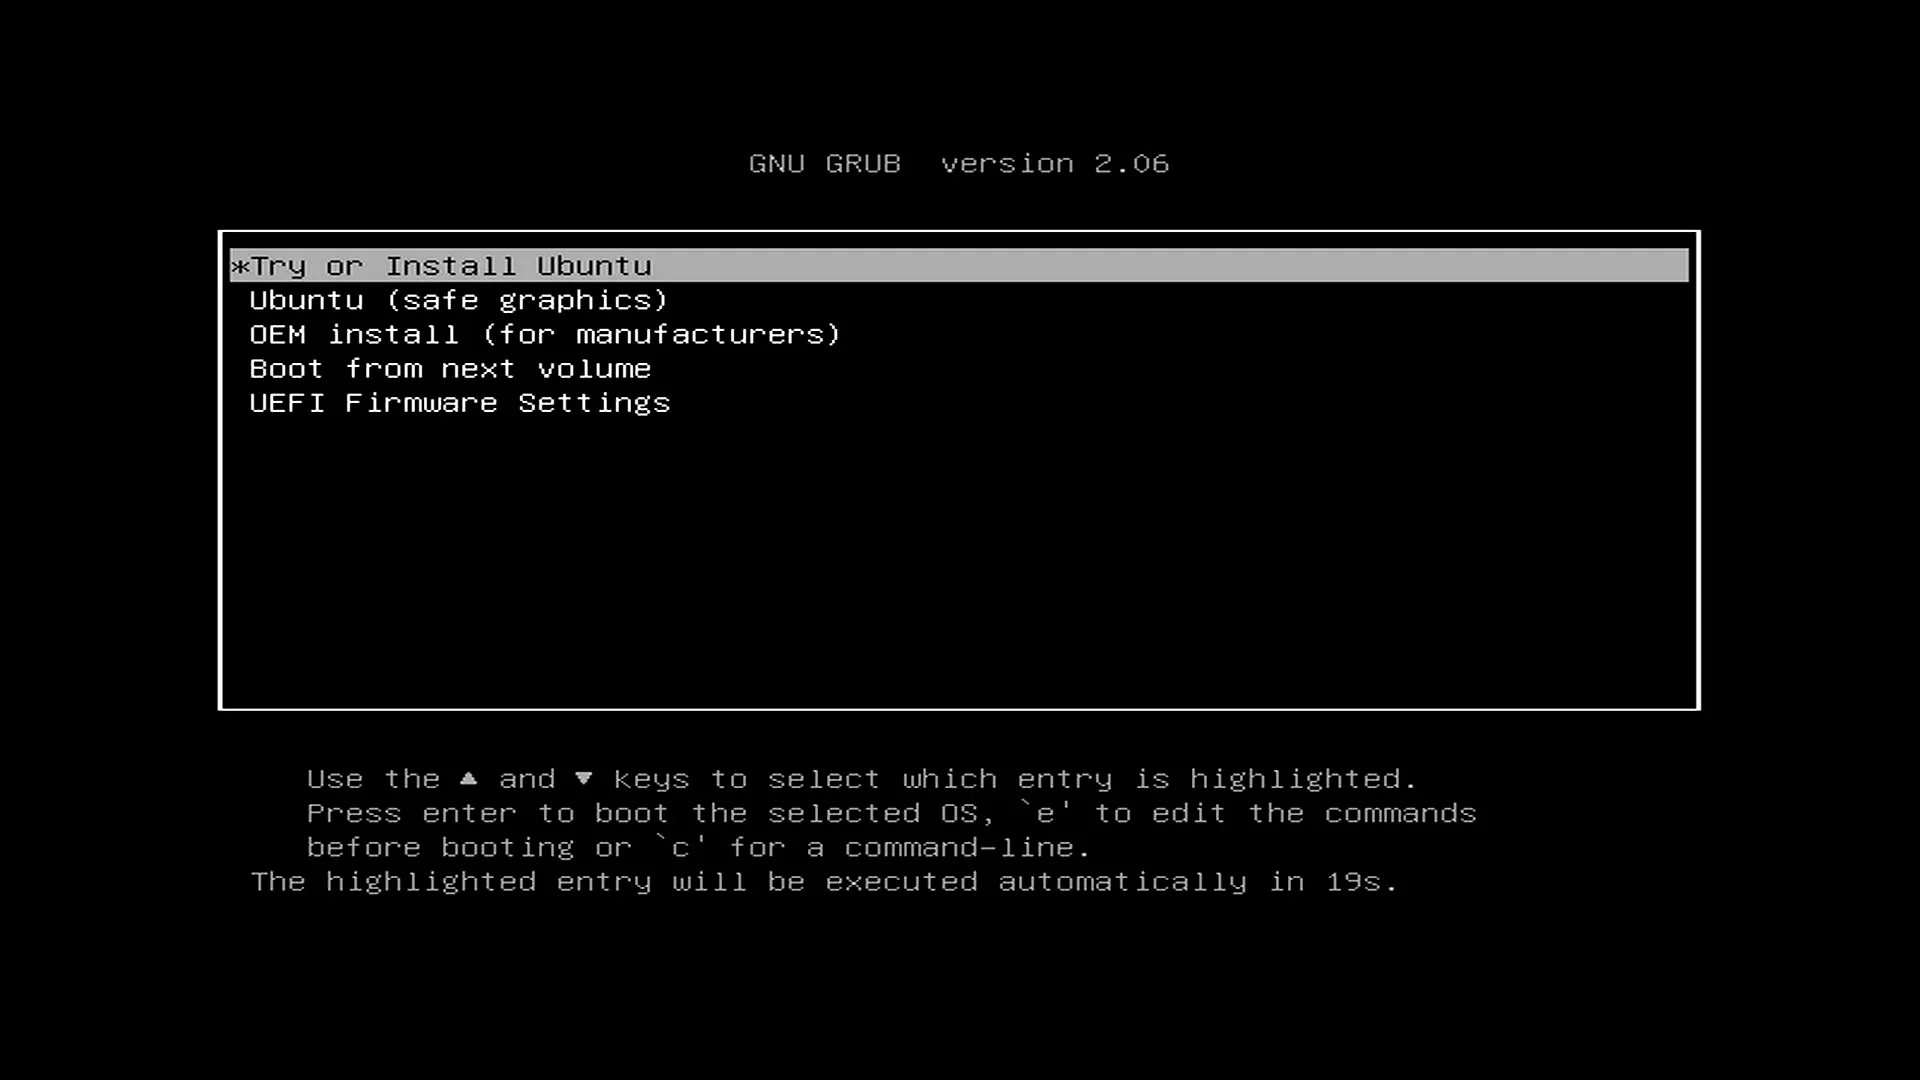 GNU GRUB  version 2.06
*Try or Install Ubuntu
Ubuntu (safe graphics)
OEM install (for manufacturers)
Boot from next volume
UEFI Firmware Settings
Use the ▲ and ▼ keys to select which entry is highlighted.
Press enter to boot the selected OS, `e' to edit the commands
before booting or `c' for a command-line.
The highlighted entry will be executed automatically in 19s.